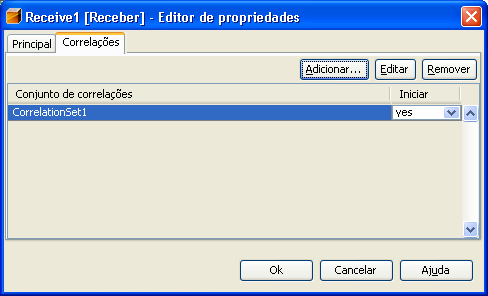 Receive1 [Receber] - Editor de propriedades
Principal Correlações
Adicionar... Editar Remover
Conjunto de correlações Iniciar
CorrelationSet1 yes
Ok Cancelar Ajuda